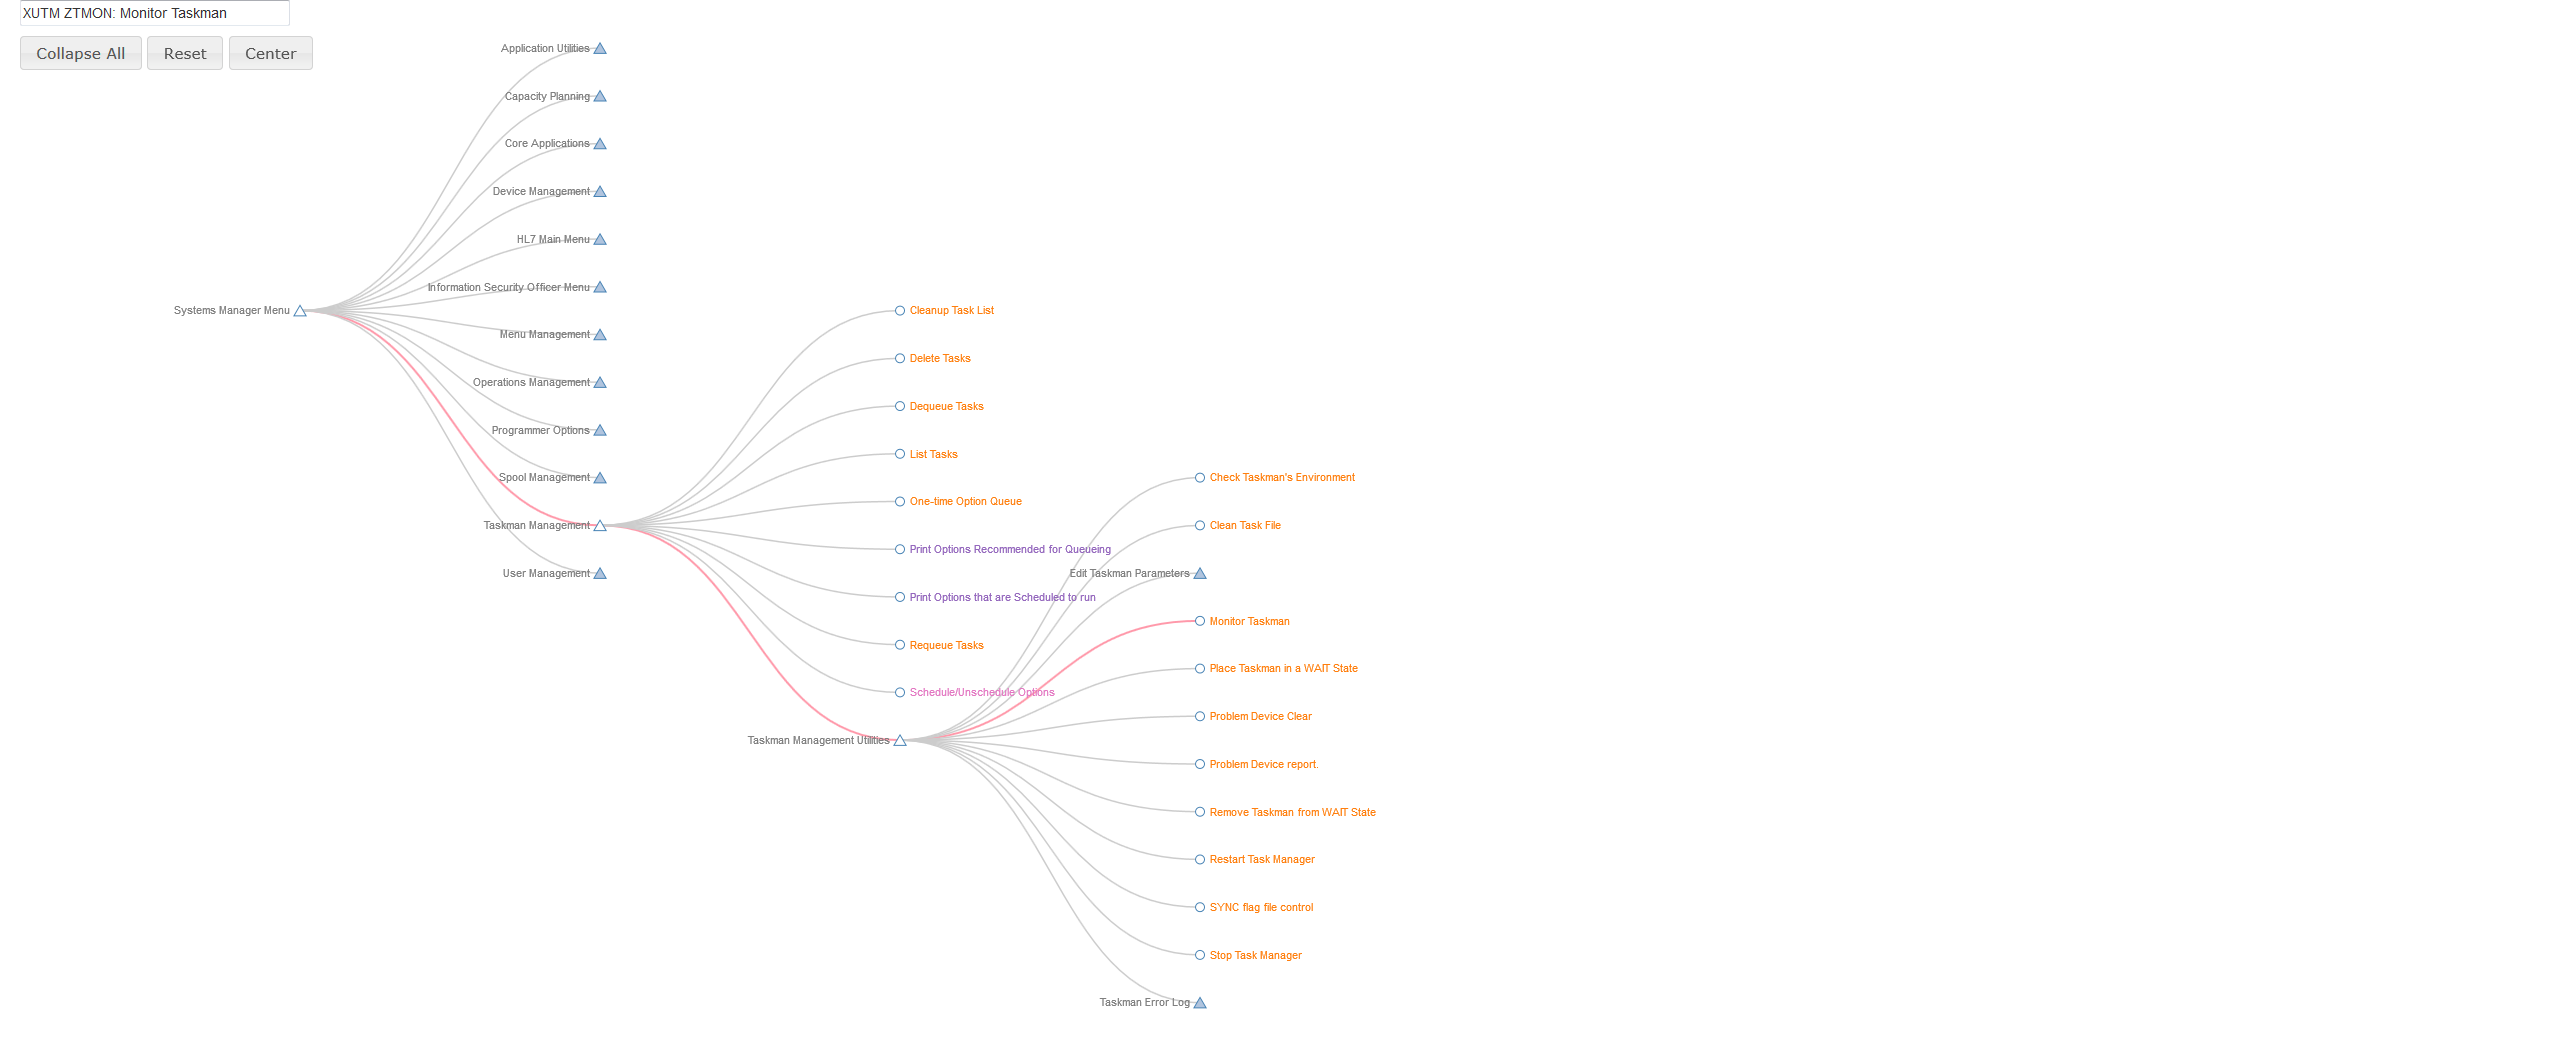 XUTM ZTMON: Monitor Taskman
Collapse All
Reset
Center
Application Utilities
Capacity Planning
Core Applications
Device Management
HL7 Main Menu
Information Security Officer Menu
Systems Manager Menu
Menu Management
Operations Management
Programmer Options
Spool Management
Taskman Management
User Management
Cleanup Task List
Delete Tasks
Dequeue Tasks
List Tasks
One-time Option Queue
Print Options Recommended for Queueing
Print Options that are Scheduled to run
Requeue Tasks
Schedule/Unschedule Options
Taskman Management Utilities
Check Taskman's Environment
Clean Task File
Edit Taskman Parameters
Monitor Taskman
Place Taskman in a WAIT State
Problem Device Clear
Problem Device report.
Remove Taskman from WAIT State
Restart Task Manager
SYNC flag file control
Stop Task Manager
Taskman Error Log